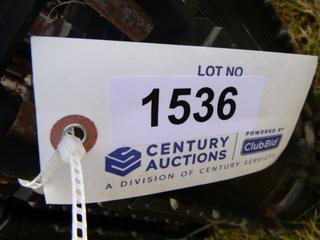 LOT NO
1536
CENTURY
AUCTIONS
POWERED BY
ClubBid
A DIVISION OF CENTURY SERVICES